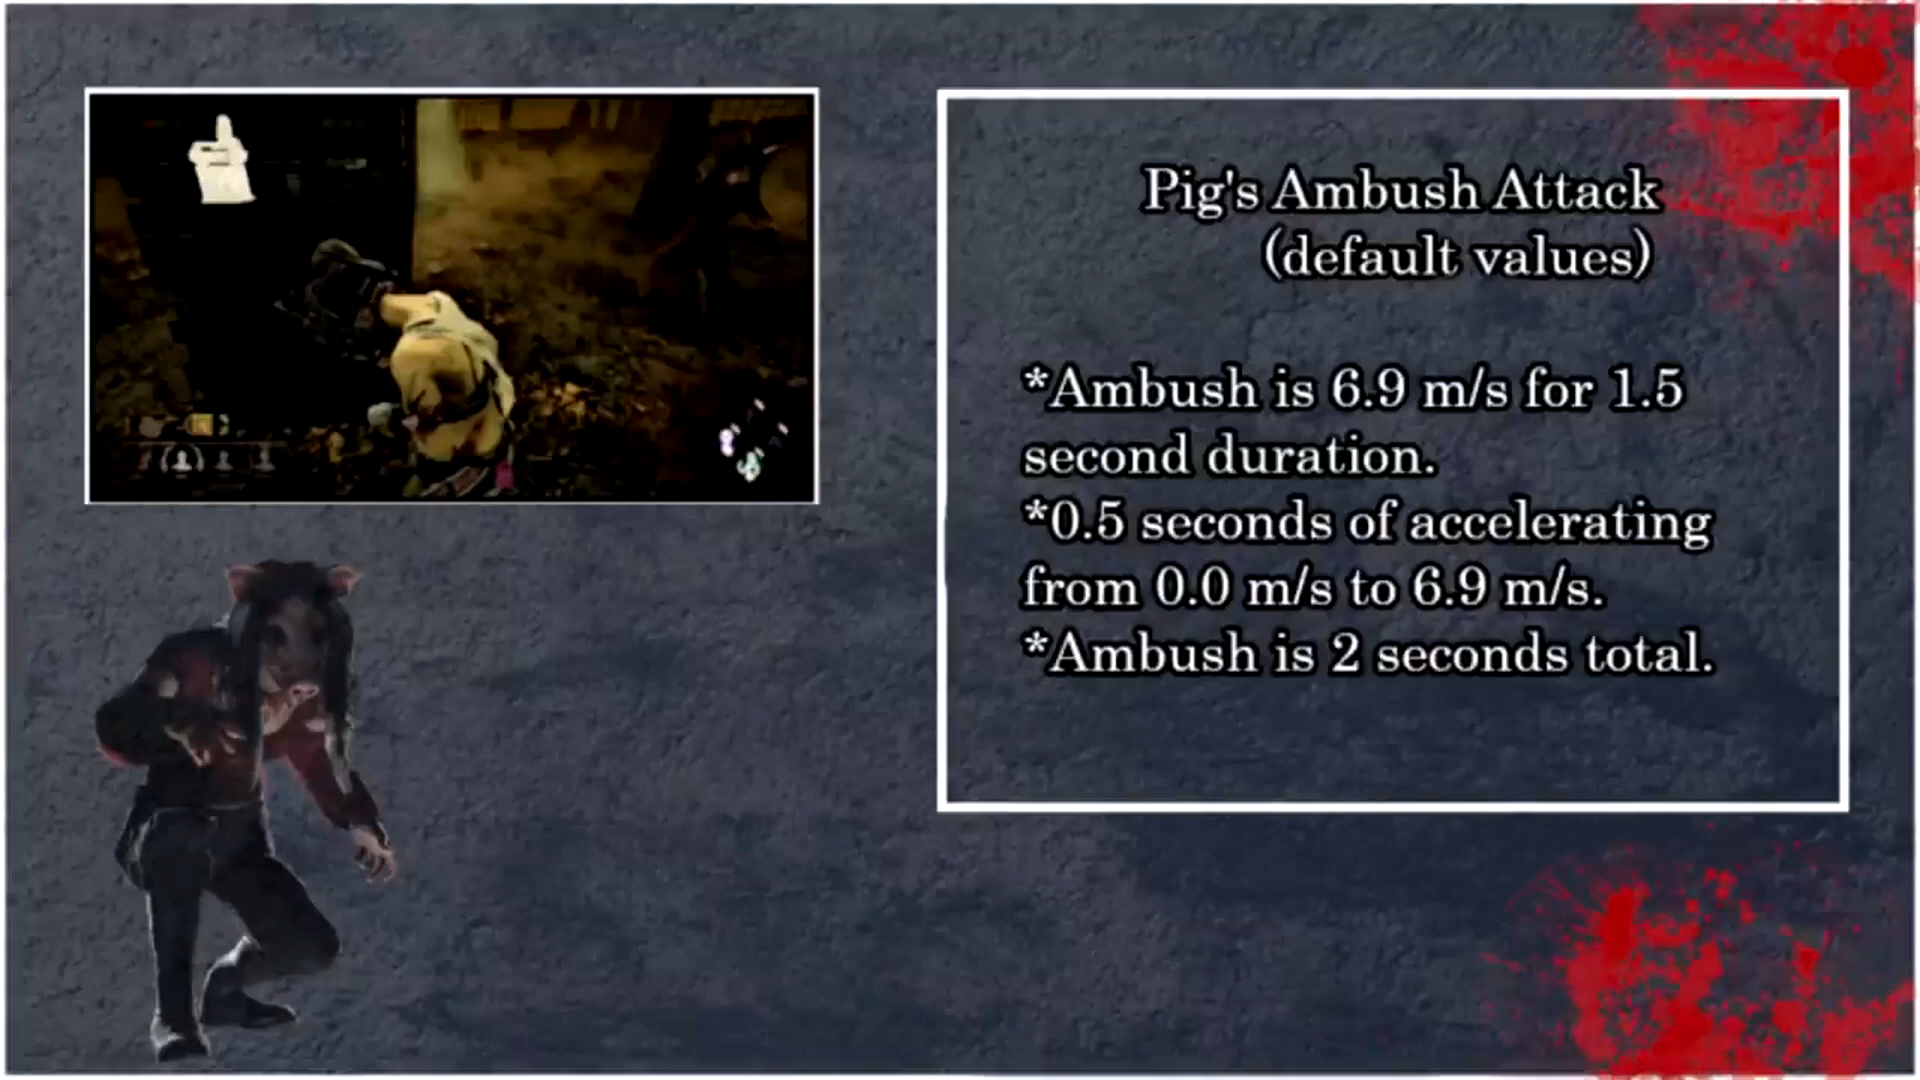 Pig's Ambush Attack
(default values)
*Ambush is 6.9 m/s for 1.5
second duration.
*0.5 seconds of accelerating
from 0.0 m/s to 6.9 m/s.
*Ambush is 2 seconds total.